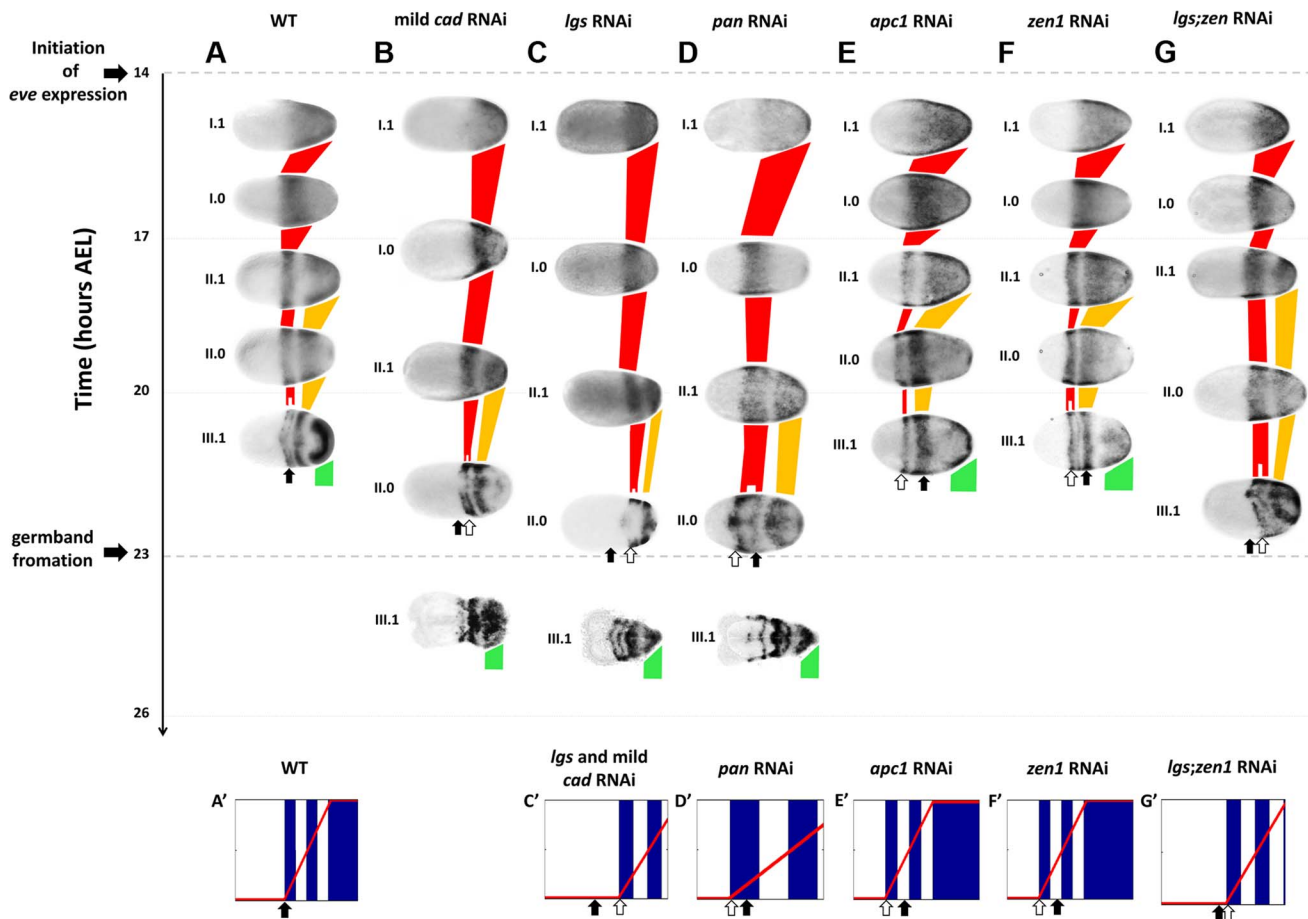 WT
mild cad RNAi
lgs RNAi
pan RNAi
apc1 RNAi
zen1 RNAi
lgs;zen RNAi
A
B
C
D
E
F
G
Initiation
of
eve expression
14
17
20
23
26
Time (hours AEL)
germband
fromation
I.1
I.0
II.1
II.0
III.1
I.1
I.0
II.1
II.0
III.1
I.1
I.0
II.1
II.0
III.1
I.1
I.0
II.1
II.0
III.1
I.1
I.0
II.1
II.0
III.1
I.1
I.0
II.1
II.0
III.1
I.1
I.0
II.1
II.0
III.1
WT
lgs and mild
cad RNAi
pan RNAi
apc1 RNAi
zen1 RNAi
lgs;zen1 RNAi
A’
C’
D’
E’
F’
G’